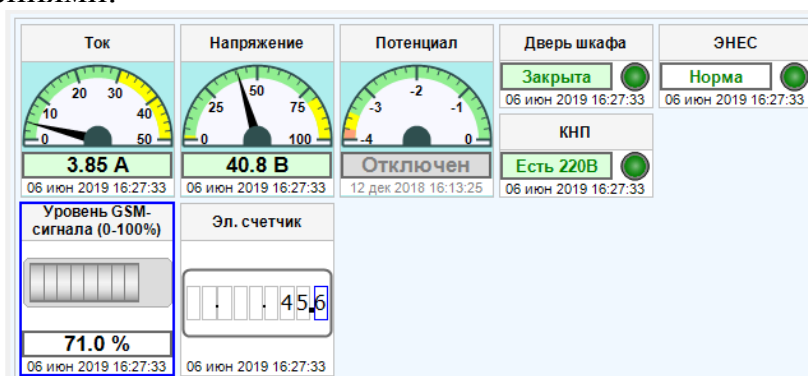 Ток
0 10 20 30 40 50
3.85 А
06 июн 2019 16:27:33
Напряжение
0 25 50 75 100
40.8 В
06 июн 2019 16:27:33
Потенциал
-4 -3 -2 -1 0
Отключен
12 дек 2018 16:13:25
Дверь шкафа
Закрыта
06 июн 2019 16:27:33
ЭНЕС
Норма
06 июн 2019 16:27:33
КНП
Есть 220В
06 июн 2019 16:27:33
Уровень GSM-
сигнала (0-100%)
71.0 %
06 июн 2019 16:27:33
Эл. счетчик
45.6
06 июн 2019 16:27:33